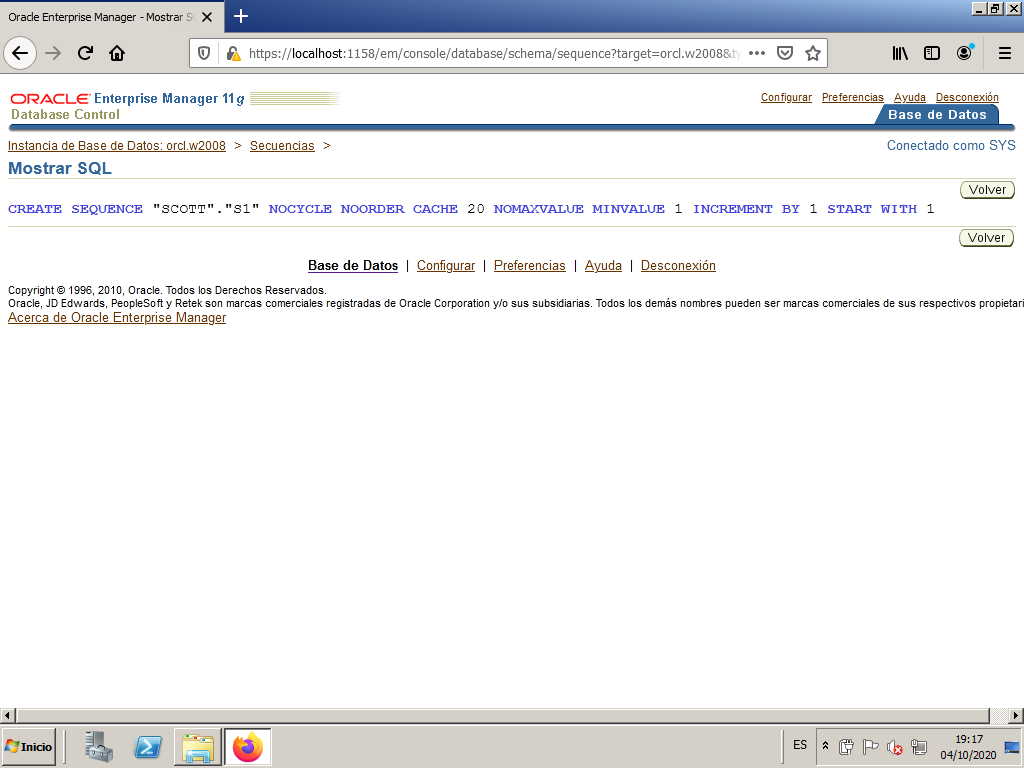 Oracle Enterprise Manager - Mostrar S
https://localhost:1158/em/console/database/schema/sequence?target=orcl.w2008&
ORACLE Enterprise Manager 11g
Database Control
Configurar Preferencias Ayuda Desconexión
Base de Datos
Instancia de Base de Datos: orcl.w2008 > Secuencias >
Conectado como SYS
Mostrar SQL
Volver
CREATE SEQUENCE "SCOTT"."S1" NOCYCLE NOORDER CACHE 20 NOMAXVALUE MINVALUE 1 INCREMENT BY 1 START WITH 1
Volver
Base de Datos | Configurar | Preferencias | Ayuda | Desconexión
Copyright © 1996, 2010, Oracle. Todos los Derechos Reservados.
Oracle, JD Edwards, PeopleSoft y Retek son marcas comerciales registradas de Oracle Corporation y/o sus subsidiarias. Todos los demás nombres pueden ser marcas comerciales de sus respectivos propietari
Acerca de Oracle Enterprise Manager
Inicio
ES
19:17
04/10/2020